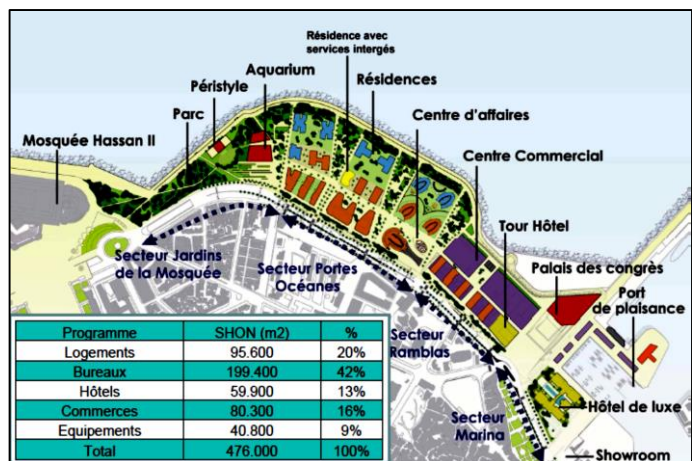 Résidence avec
services intergés
Aquarium
Résidences
Péristyle
Parc
Centre d'affaires
Mosquée Hassan II
Centre Commercial
Tour Hôtel
Palais des congrès
Port
de plaisance
Secteur Jardins
de la Mosquée
Secteur Portes
Océanes
Secteur
Ramblas
Secteur
Marina
Hôtel de luxe
Showroom
Programme SHON (m2) %
Logements 95.600 20%
Bureaux 199.400 42%
Hôtels 59.900 13%
Commerces 80.300 16%
Equipements 40.800 9%
Total 476.000 100%